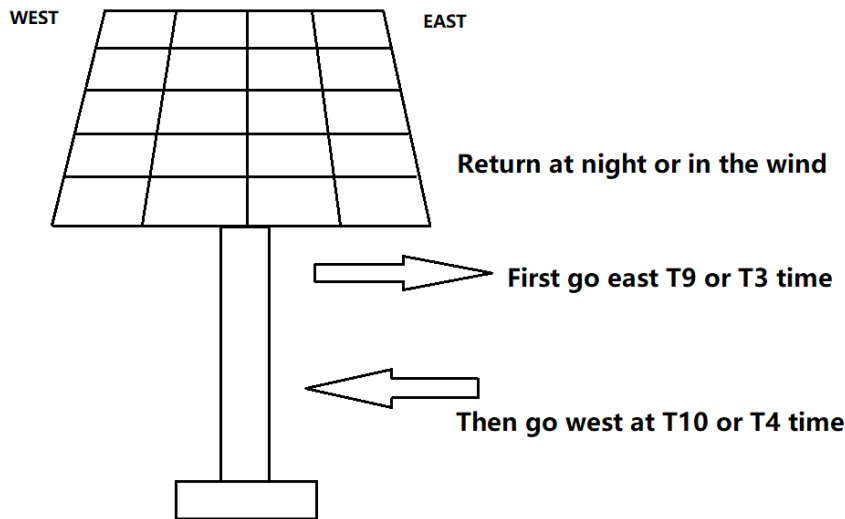 WEST
EAST
Return at night or in the wind
First go east T9 or T3 time
Then go west at T10 or T4 time